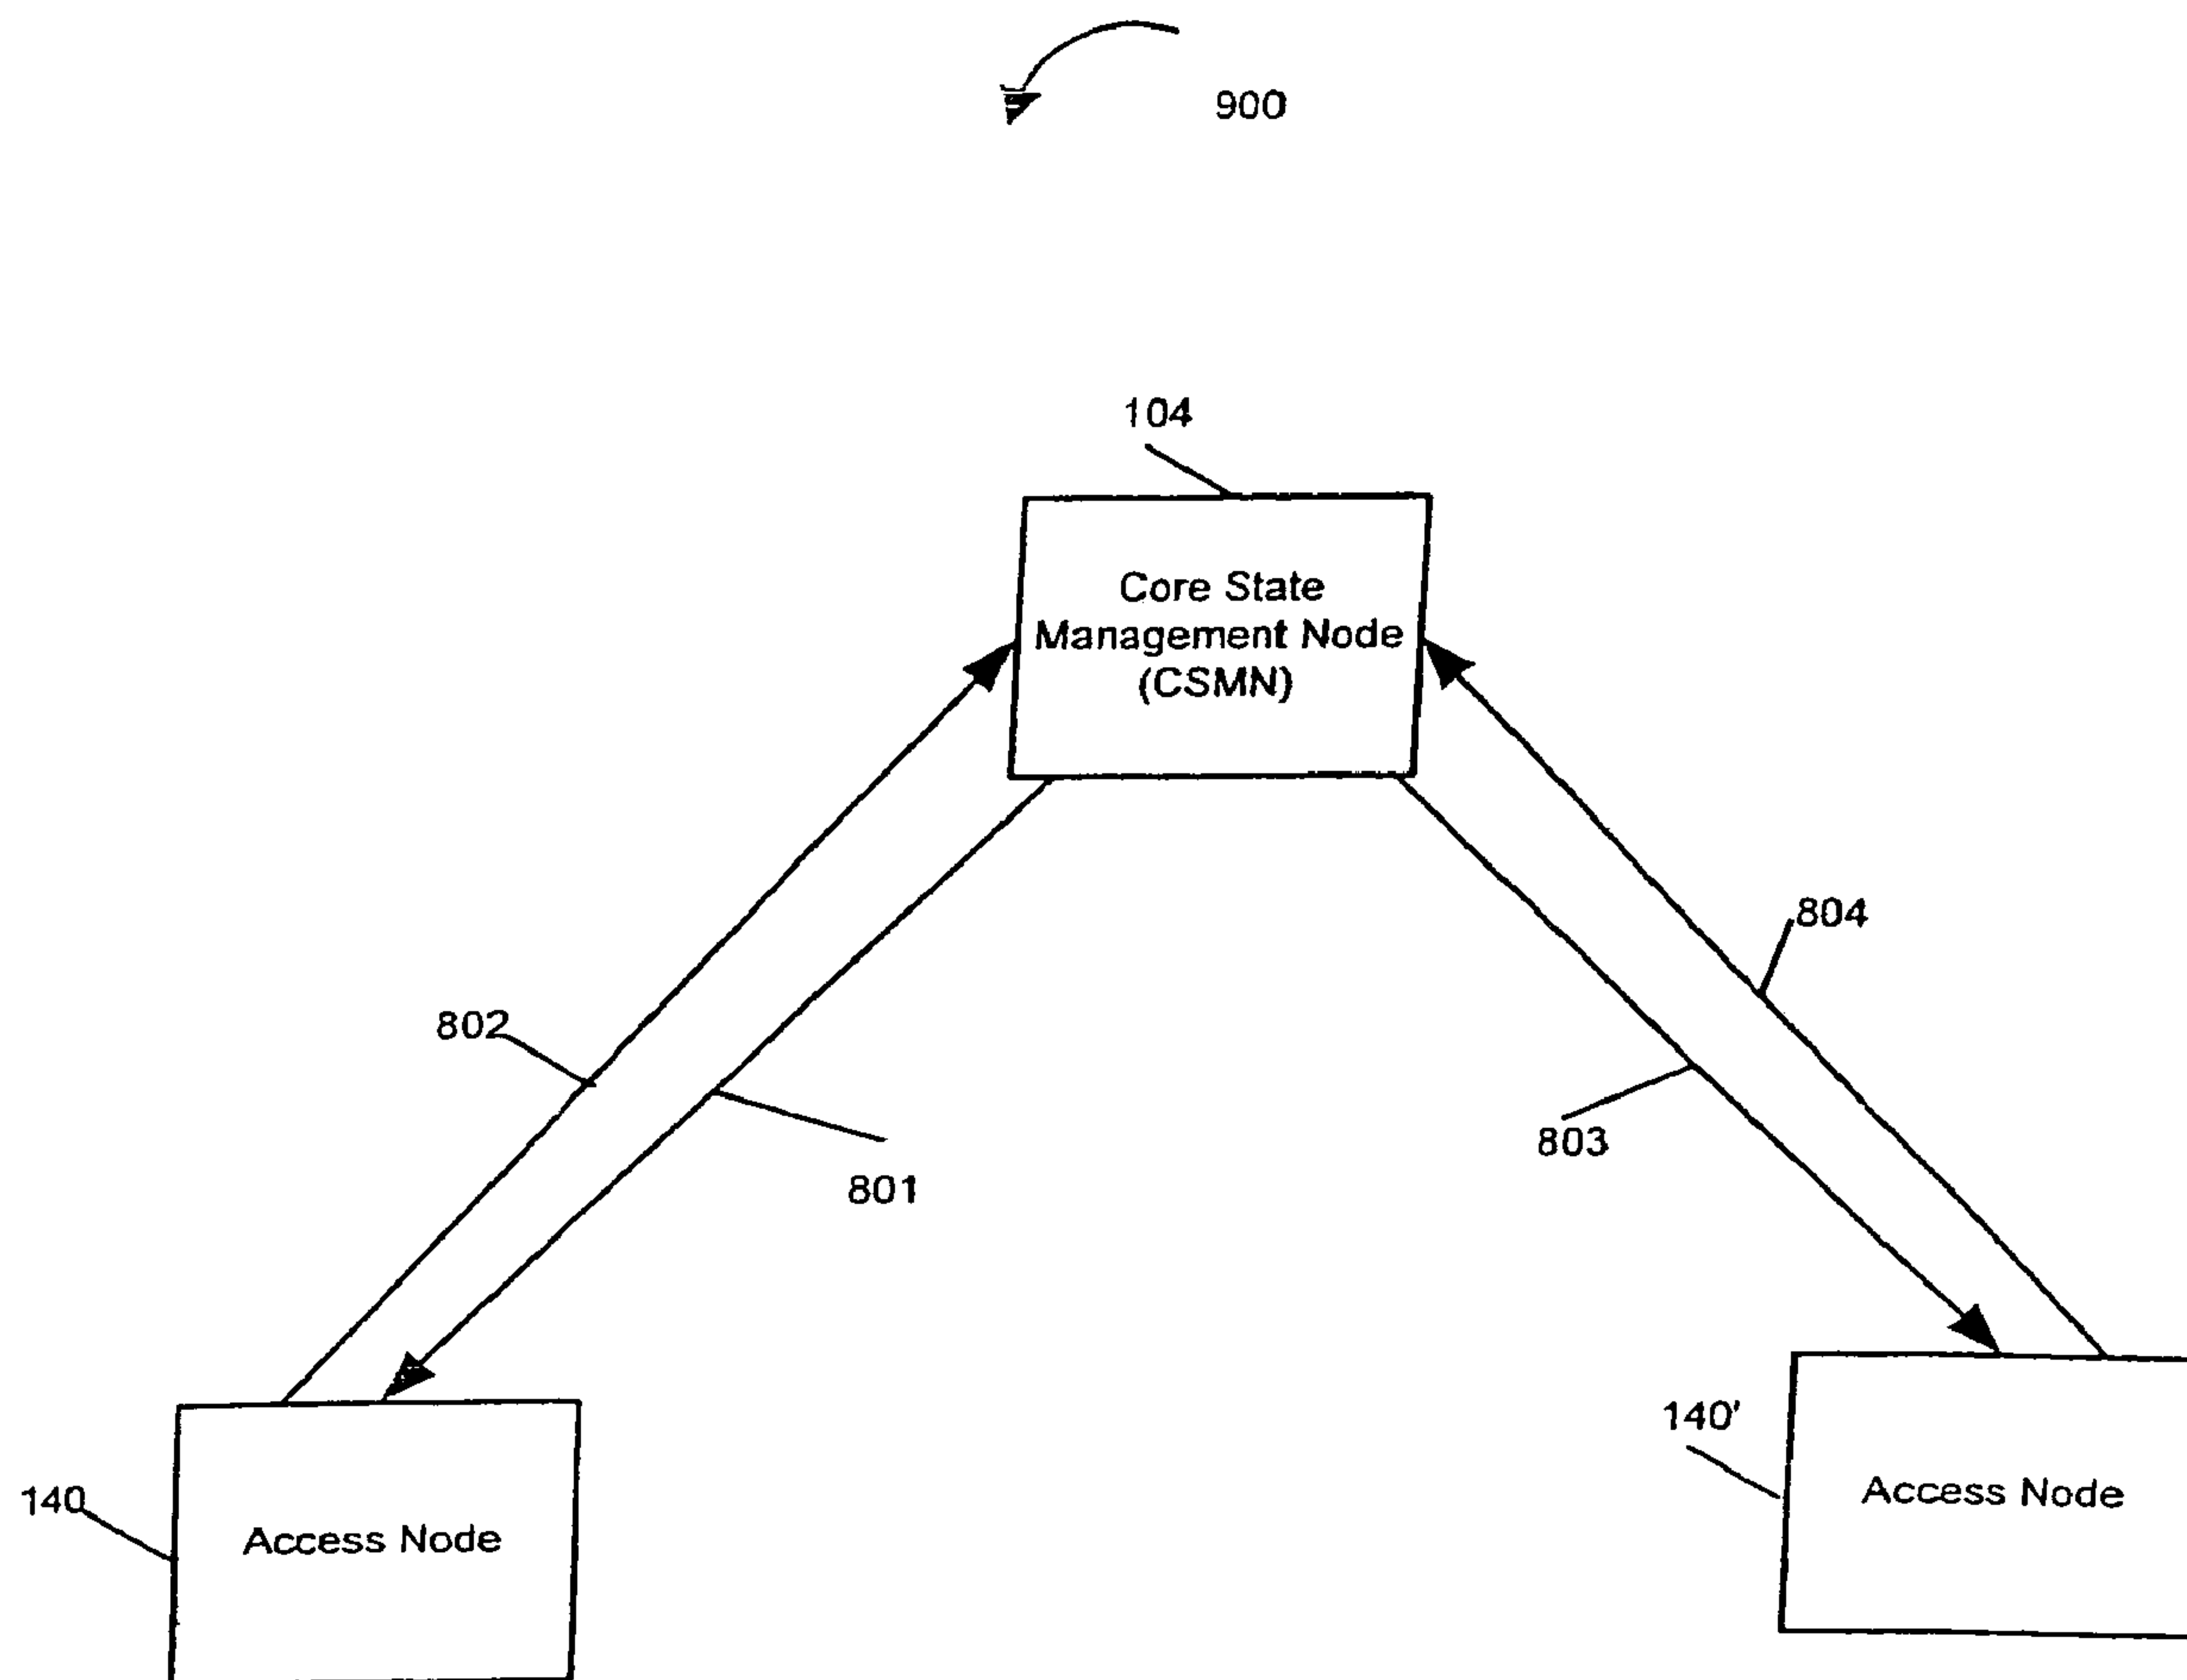 900
104
Core State
Management Node
(CSMN)
804
802
803
801
140'
Access Node
140
Access Node